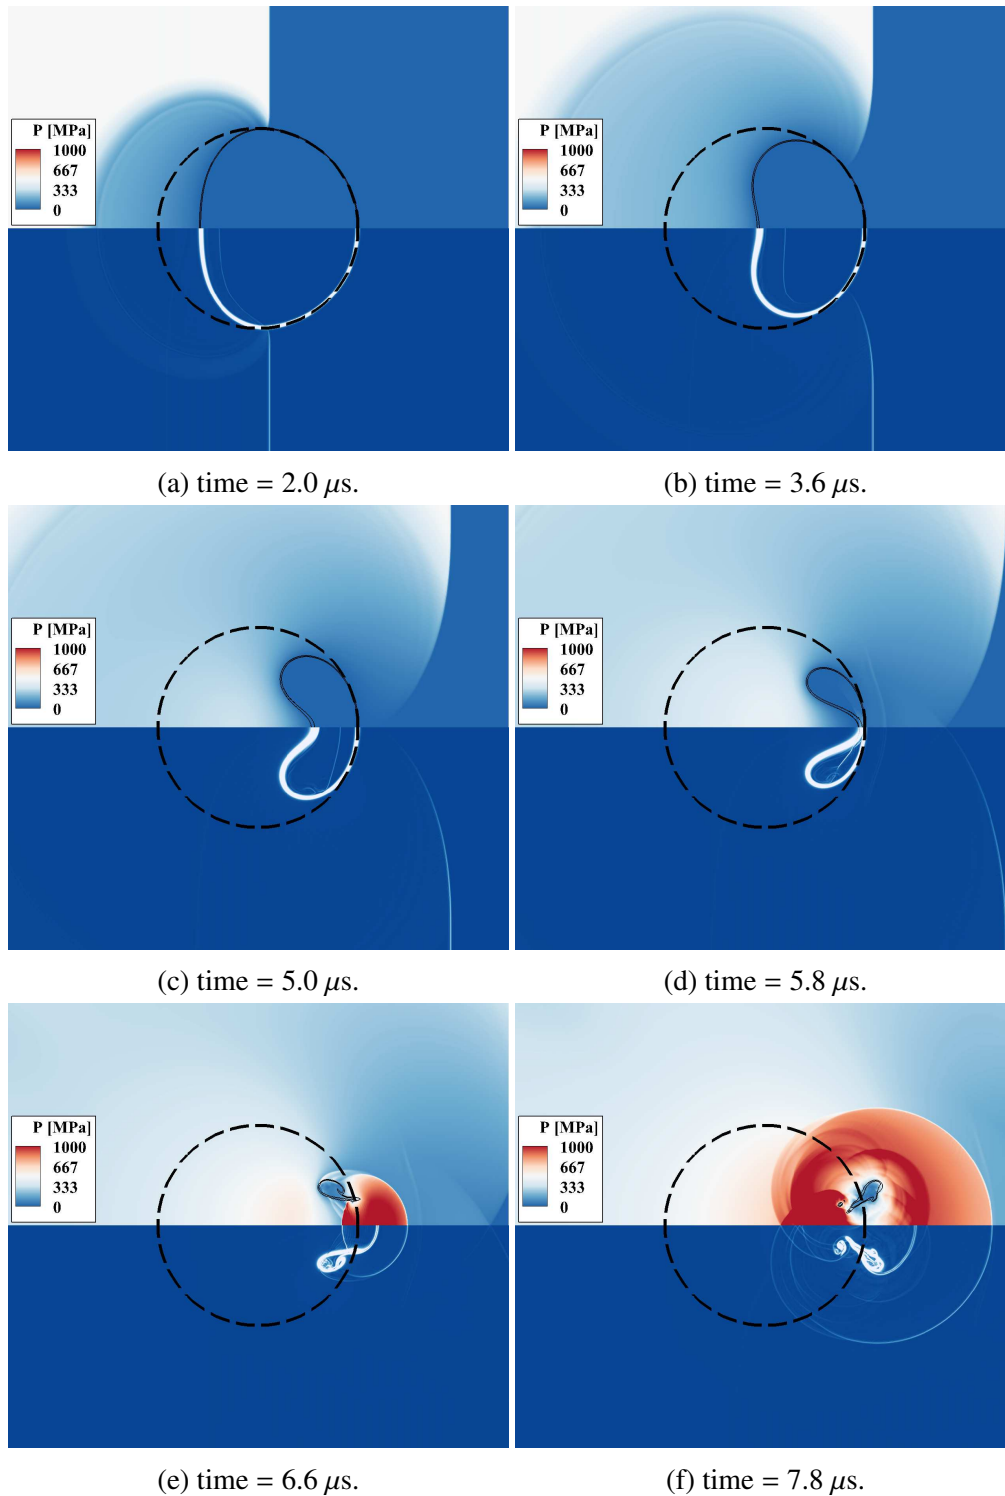 P [MPa]
1000
667
333
0
P [MPa]
1000
667
333
0
(a) time = 2.0 μs.
(b) time = 3.6 μs.
P [MPa]
1000
667
333
0
P [MPa]
1000
667
333
0
(c) time = 5.0 μs.
(d) time = 5.8 μs.
P [MPa]
1000
667
333
0
P [MPa]
1000
667
333
0
(e) time = 6.6 μs.
(f) time = 7.8 μs.